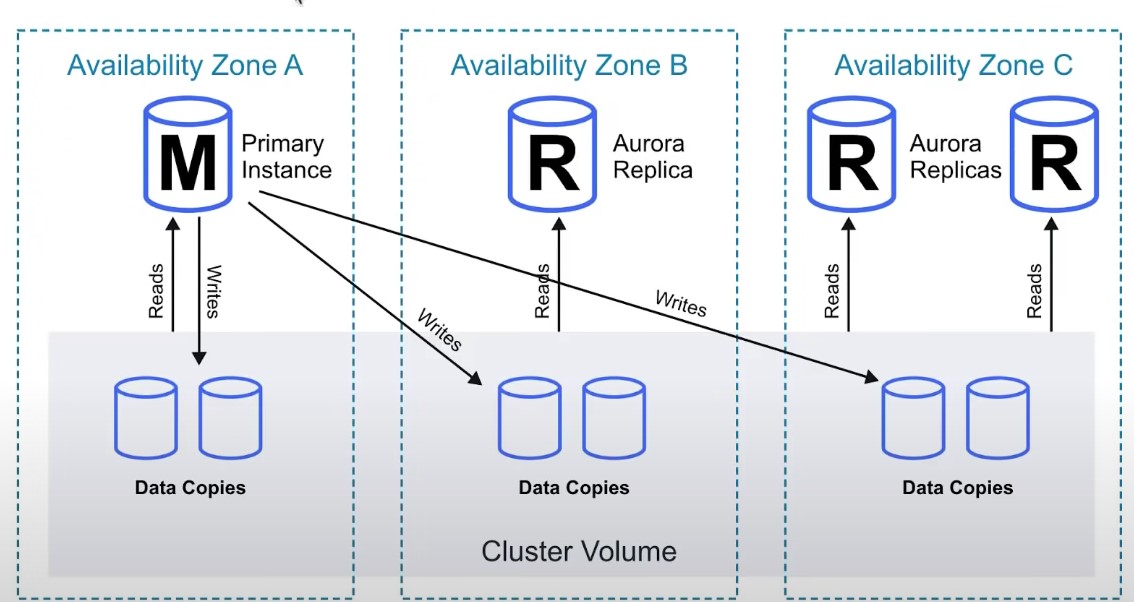 Availability Zone A
Availability Zone B
Availability Zone C
M
Primary
Instance
R
Aurora
Replica
R
Aurora
Replicas
R
Reads
Writes
Writes
Reads
Writes
Reads
Reads
Data Copies
Data Copies
Data Copies
Cluster Volume